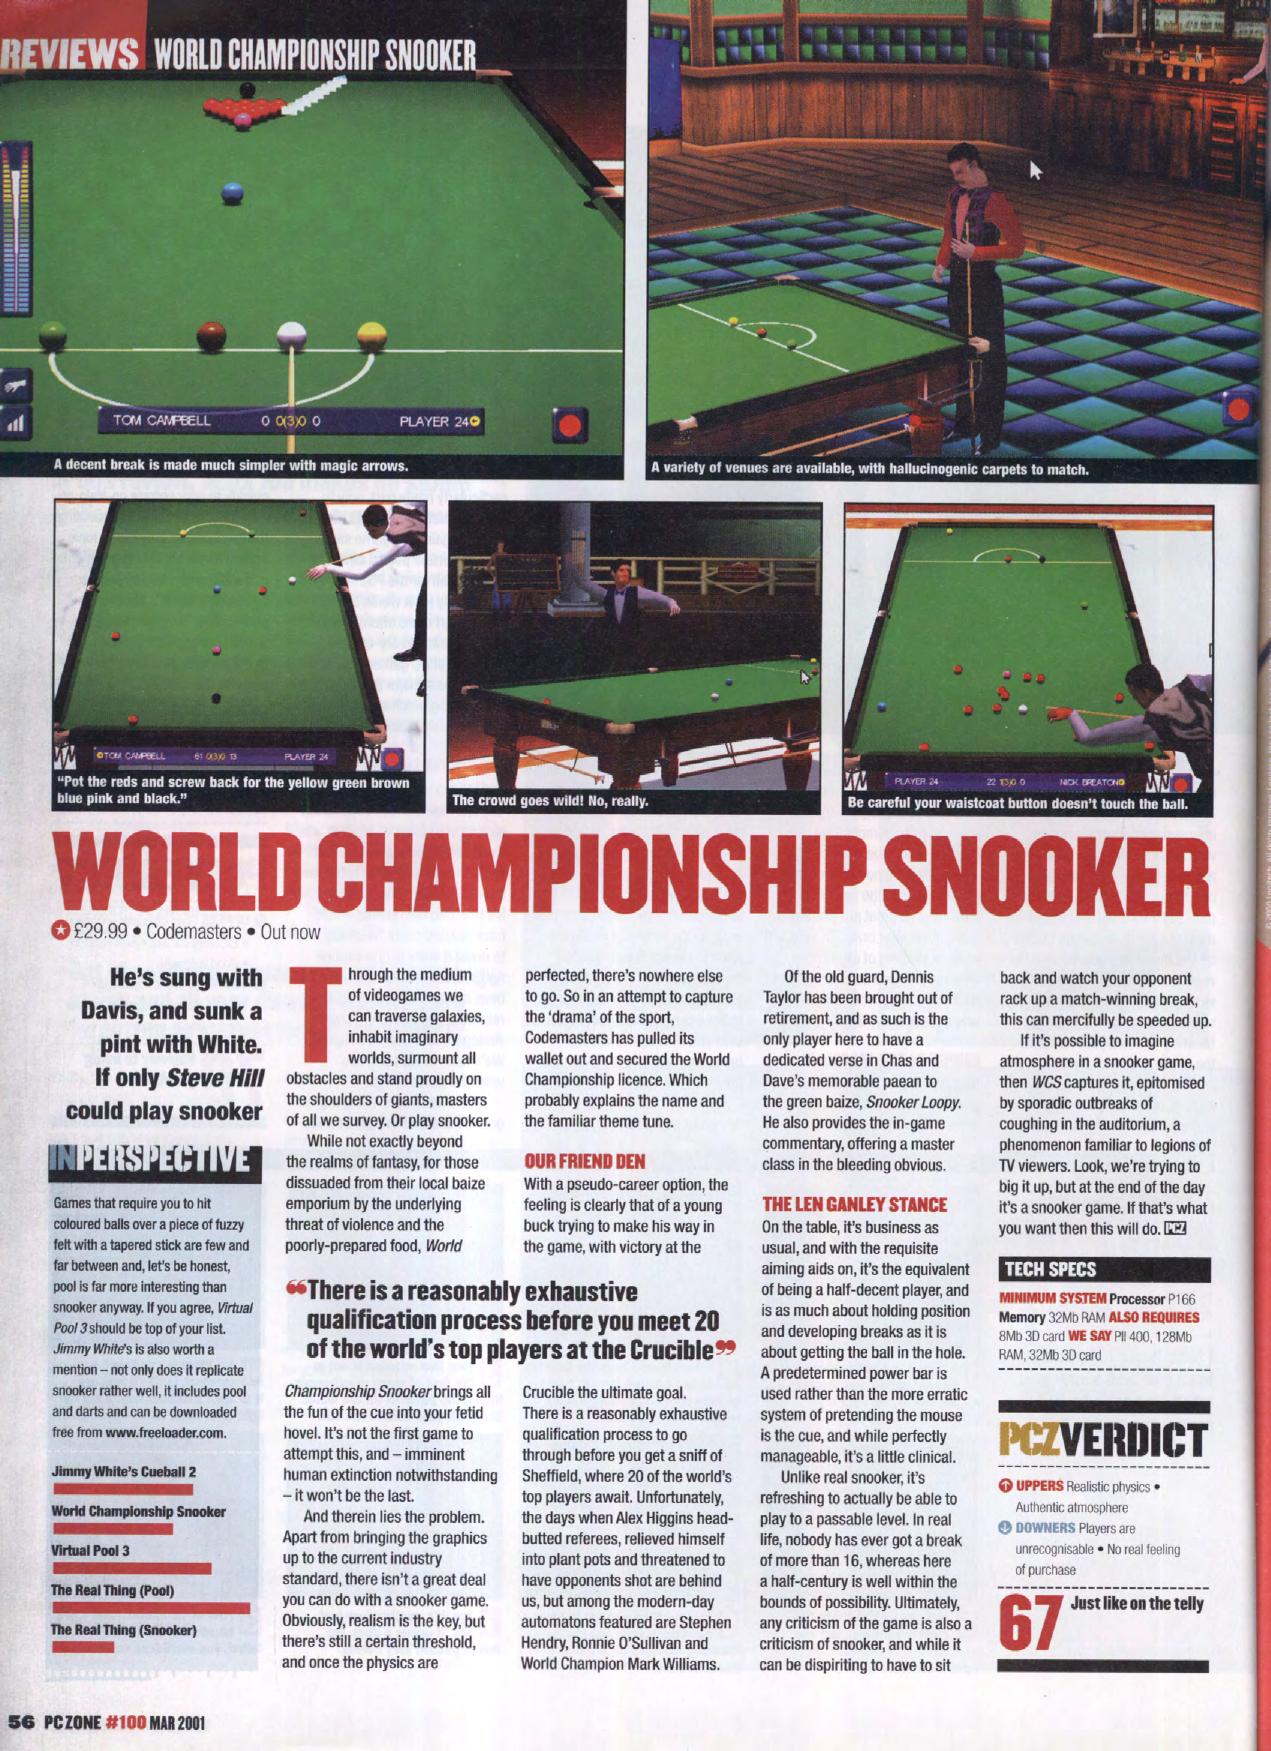 REVIEWS WORLD CHAMPIONSHIP SNOOKER
TOM CAMPBELL 0 0(3)0 0 PLAYER 24
A decent break is made much simpler with magic arrows.
A variety of venues are available, with hallucinogenic carpets to match.
TOM CAMPBELL 61 0(3)0 13 PLAYER 24
"Pot the reds and screw back for the yellow green brown
blue pink and black."
The crowd goes wild! No, really.
PLAYER 24 22 1(3)0 0 NICK BREATON
Be careful your waistcoat button doesn't touch the ball.
WORLD CHAMPIONSHIP SNOOKER
£29.99 • Codemasters • Out now
He's sung with
Davis, and sunk a
pint with White.
If only Steve Hill
could play snooker
INPERSPECTIVE
Games that require you to hit
coloured balls over a piece of fuzzy
felt with a tapered stick are few and
far between and, let's be honest,
pool is far more interesting than
snooker anyway. If you agree, Virtual
Pool 3 should be top of your list.
Jimmy White's is also worth a
mention – not only does it replicate
snooker rather well, it includes pool
and darts and can be downloaded
free from www.freeloader.com.
Jimmy White's Cueball 2
World Championship Snooker
Virtual Pool 3
The Real Thing (Pool)
The Real Thing (Snooker)
Through the medium
of videogames we
can traverse galaxies,
inhabit imaginary
worlds, surmount all
obstacles and stand proudly on
the shoulders of giants, masters
of all we survey. Or play snooker.
While not exactly beyond
the realms of fantasy, for those
dissuaded from their local baize
emporium by the underlying
threat of violence and the
poorly-prepared food, World
Championship Snooker brings all
the fun of the cue into your fetid
hovel. It's not the first game to
attempt this, and – imminent
human extinction notwithstanding
– it won't be the last.
And therein lies the problem.
Apart from bringing the graphics
up to the current industry
standard, there isn't a great deal
you can do with a snooker game.
Obviously, realism is the key, but
there's still a certain threshold,
and once the physics are
perfected, there's nowhere else
to go. So in an attempt to capture
the 'drama' of the sport,
Codemasters has pulled its
wallet out and secured the World
Championship licence. Which
probably explains the name and
the familiar theme tune.
OUR FRIEND DEN
With a pseudo-career option, the
feeling is clearly that of a young
buck trying to make his way in
the game, with victory at the
“There is a reasonably exhaustive
qualification process before you meet 20
of the world's top players at the Crucible”
Crucible the ultimate goal.
There is a reasonably exhaustive
qualification process to go
through before you get a sniff of
Sheffield, where 20 of the world's
top players await. Unfortunately,
the days when Alex Higgins head-
butted referees, relieved himself
into plant pots and threatened to
have opponents shot are behind
us, but among the modern-day
automatons featured are Stephen
Hendry, Ronnie O'Sullivan and
World Champion Mark Williams.
Of the old guard, Dennis
Taylor has been brought out of
retirement, and as such is the
only player here to have a
dedicated verse in Chas and
Dave's memorable paean to
the green baize, Snooker Loopy.
He also provides the in-game
commentary, offering a master
class in the bleeding obvious.
THE LEN GANLEY STANCE
On the table, it's business as
usual, and with the requisite
aiming aids on, it's the equivalent
of being a half-decent player, and
is as much about holding position
and developing breaks as it is
about getting the ball in the hole.
A predetermined power bar is
used rather than the more erratic
system of pretending the mouse
is the cue, and while perfectly
manageable, it's a little clinical.
Unlike real snooker, it's
refreshing to actually be able to
play to a passable level. In real
life, nobody has ever got a break
of more than 16, whereas here
a half-century is well within the
bounds of possibility. Ultimately,
any criticism of the game is also a
criticism of snooker, and while it
can be dispiriting to have to sit
back and watch your opponent
rack up a match-winning break,
this can mercifully be speeded up.
If it's possible to imagine
atmosphere in a snooker game,
then WCS captures it, epitomised
by sporadic outbreaks of
coughing in the auditorium, a
phenomenon familiar to legions of
TV viewers. Look, we're trying to
big it up, but at the end of the day
it's a snooker game. If that's what
you want then this will do. PCZ
TECH SPECS
MINIMUM SYSTEM Processor P166
Memory 32Mb RAM ALSO REQUIRES
8Mb 3D card WE SAY PII 400, 128Mb
RAM, 32Mb 3D card
PCZVERDICT
UPPERS Realistic physics •
Authentic atmosphere
DOWNERS Players are
unrecognisable • No real feeling
of purchase
67 Just like on the telly
56 PCZONE #100 MAR 2001